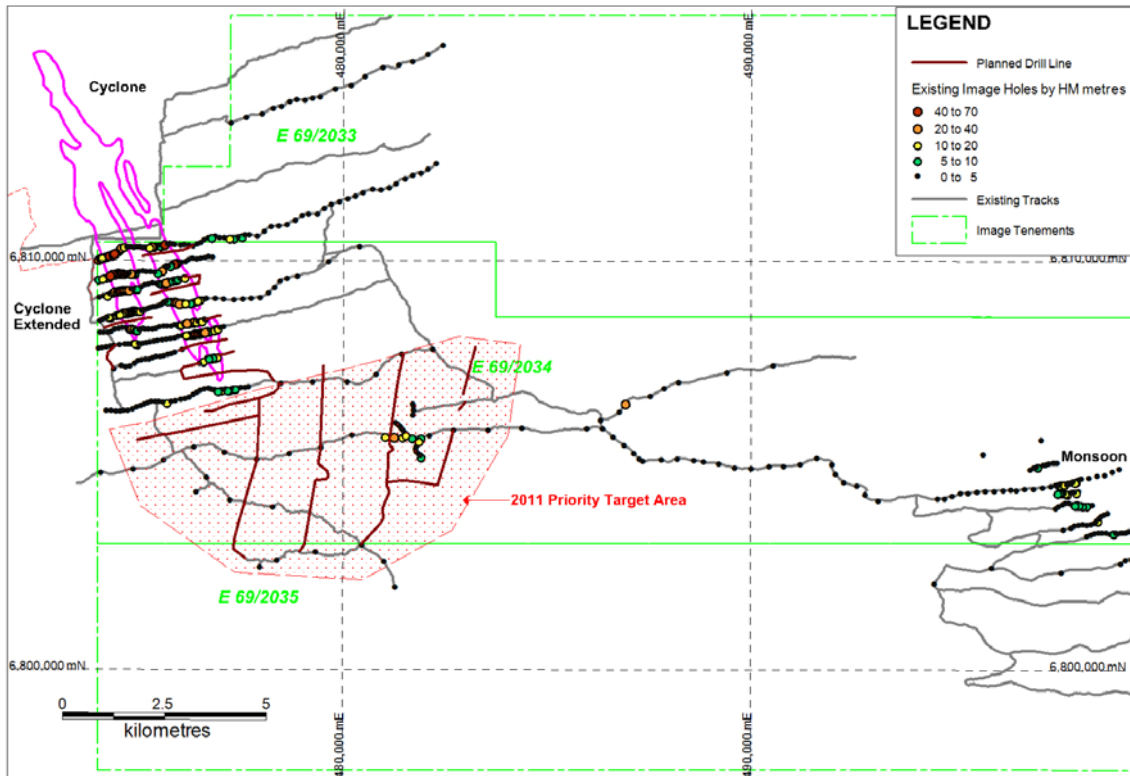 480,000 mE
490,000 mE
LEGEND
Planned Drill Line
Existing Image Holes by HM metres
40 to 70
20 to 40
10 to 20
5 to 10
0 to 5
Existing Tracks
Image Tenements
Cyclone
E 69/2033
6,810,000 mN
6,810,000 mN
Cyclone
Extended
E 69/2034
Monsoon
2011 Priority Target Area
E 69/2035
6,800,000 mN
6,800,000 mN
0 2.5 5
kilometres
480,000 mE
490,000 mE